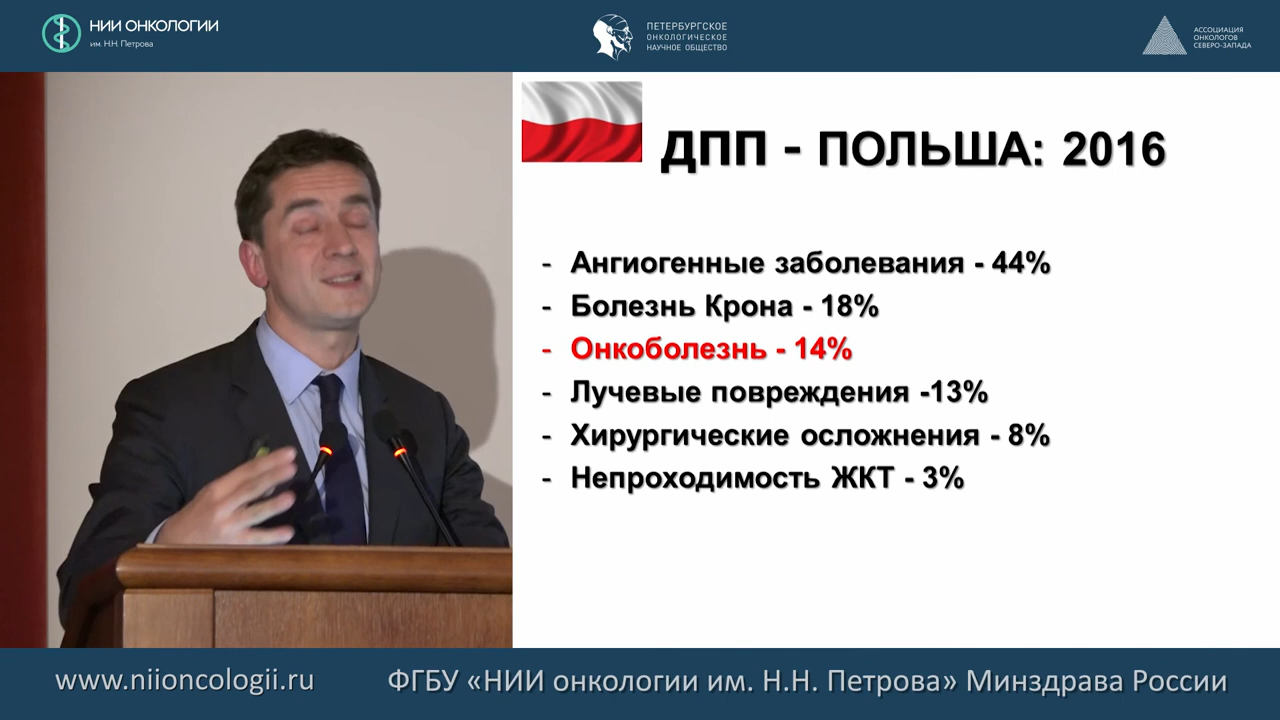 НИИ ОНКОЛОГИИ
им. Н.Н. Петрова
ПЕТЕРБУРГСКОЕ
ОНКОЛОГИЧЕСКОЕ
НАУЧНОЕ ОБЩЕСТВО
АССОЦИАЦИЯ
ОНКОЛОГОВ
СЕВЕРО-ЗАПАДА
ДПП - ПОЛЬША: 2016
- Ангиогенные заболевания - 44%
- Болезнь Крона - 18%
- Онкоболезнь - 14%
- Лучевые повреждения -13%
- Хирургические осложнения - 8%
- Непроходимость ЖКТ - 3%
www.niioncologii.ru
ФГБУ «НИИ онкологии им. Н.Н. Петрова» Минздрава России